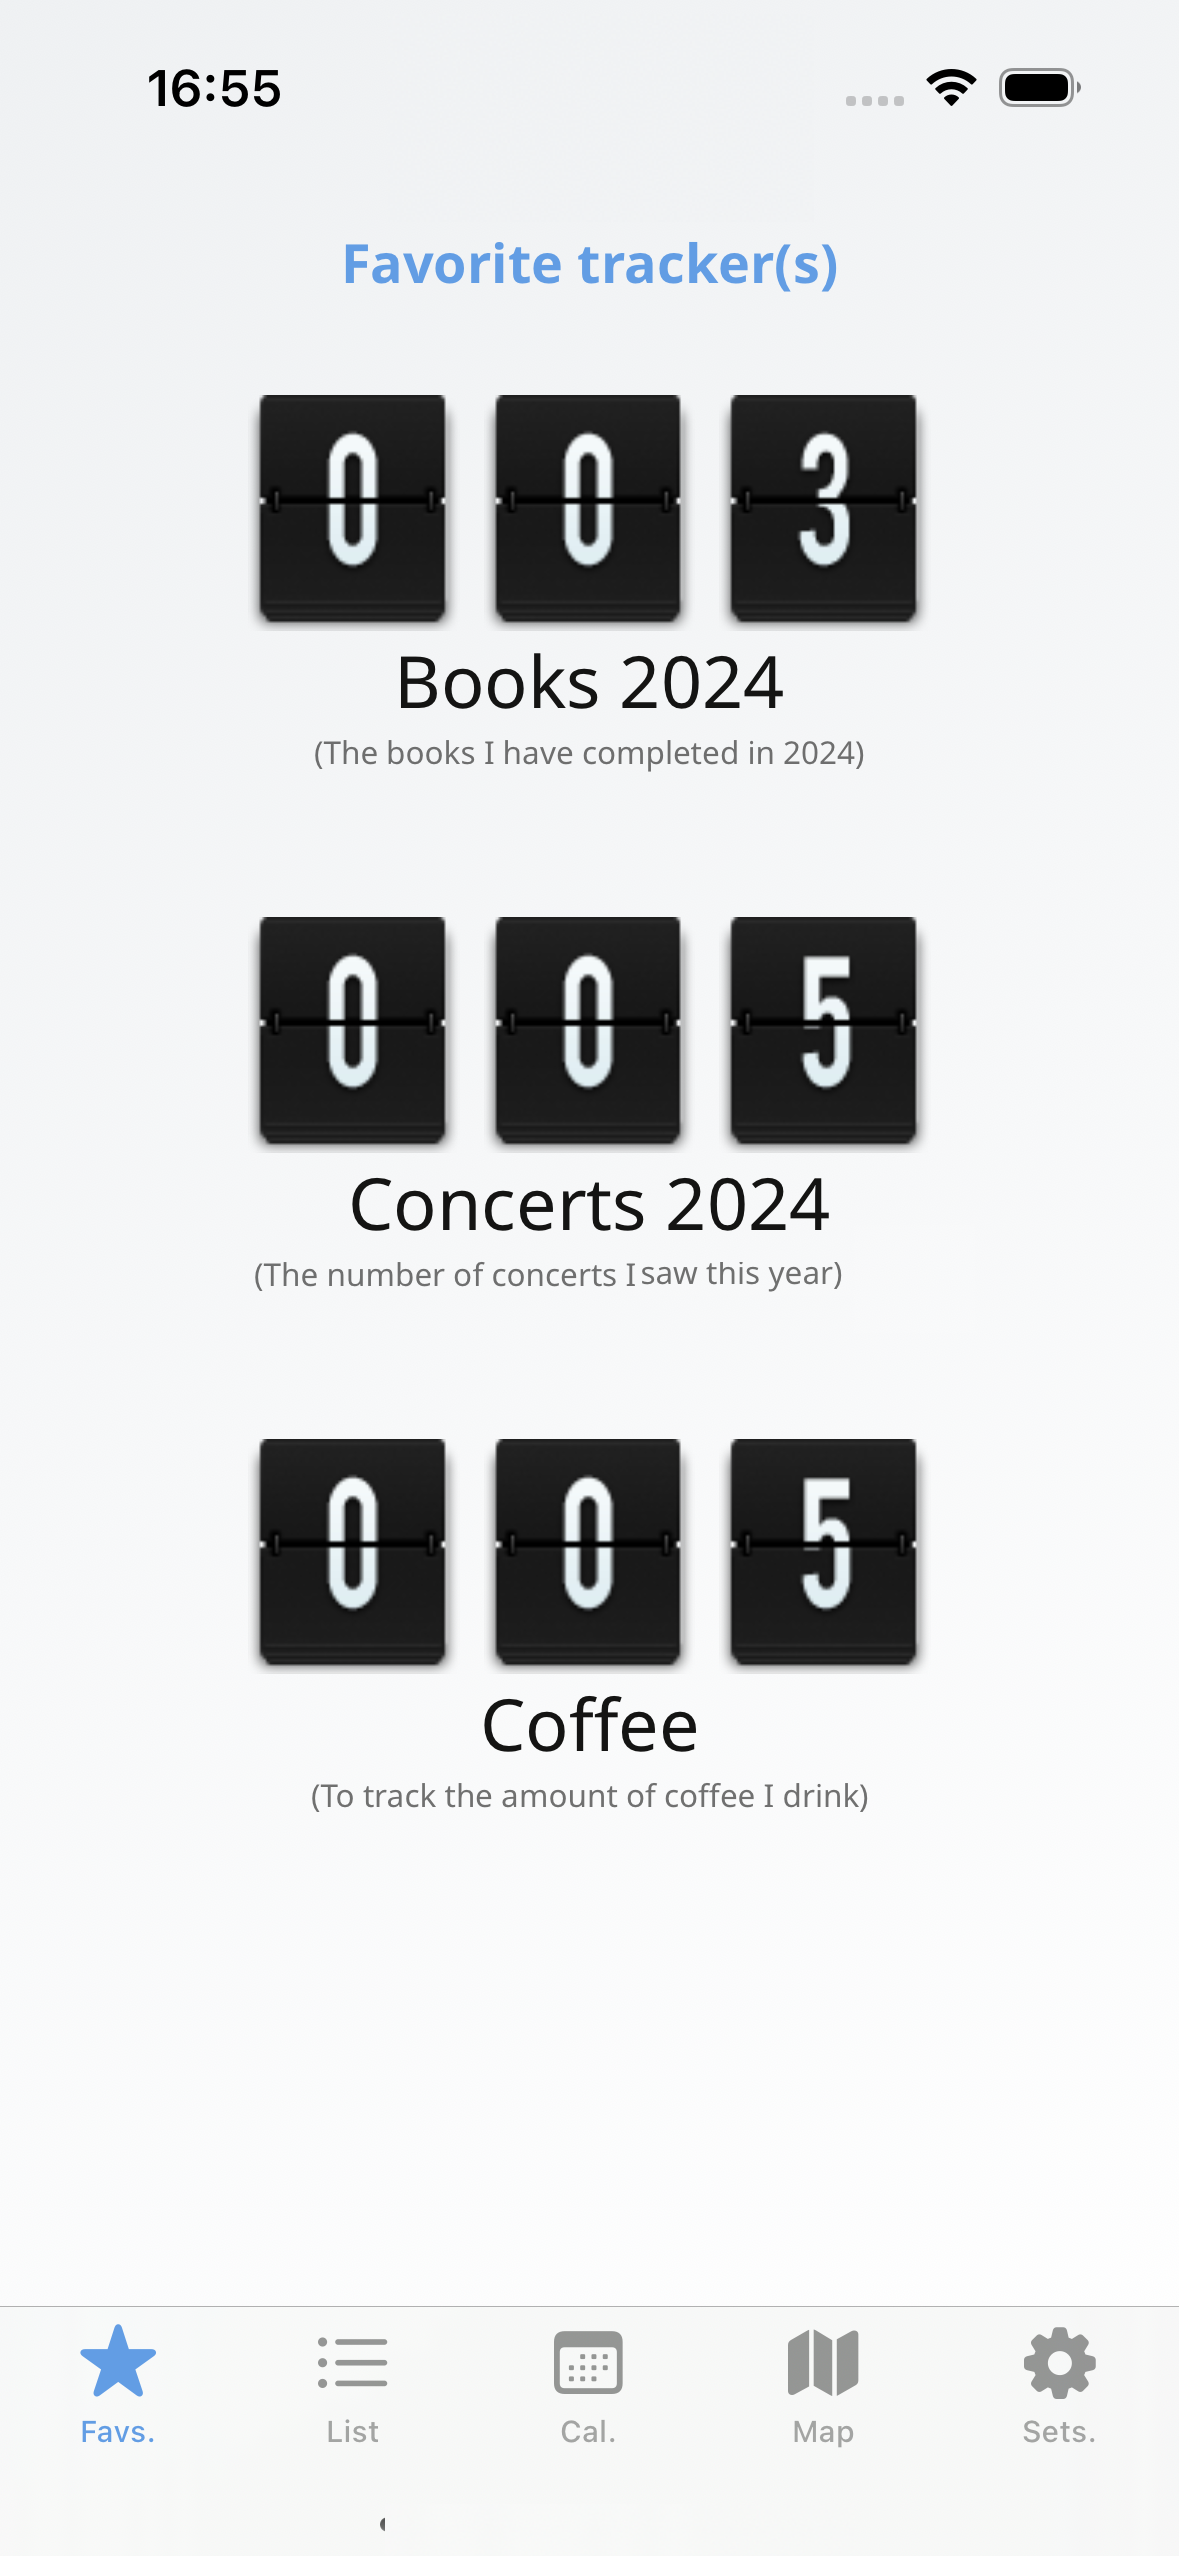 16:55
Favorite tracker(s)
0 0 3
Books 2024
(The books I have completed in 2024)
0 0 5
Concerts 2024
(The number of concerts I saw this year)
0 0 5
Coffee
(To track the amount of coffee I drink)
Favs. List Cal. Map Sets.